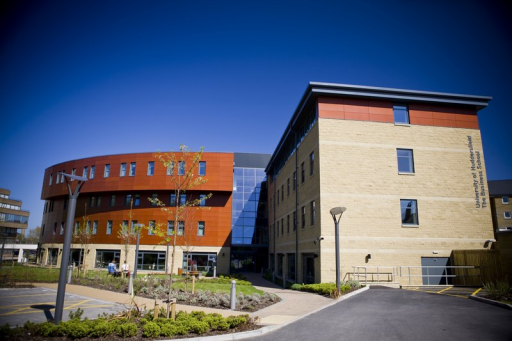 University of Huddersfield
The Business School